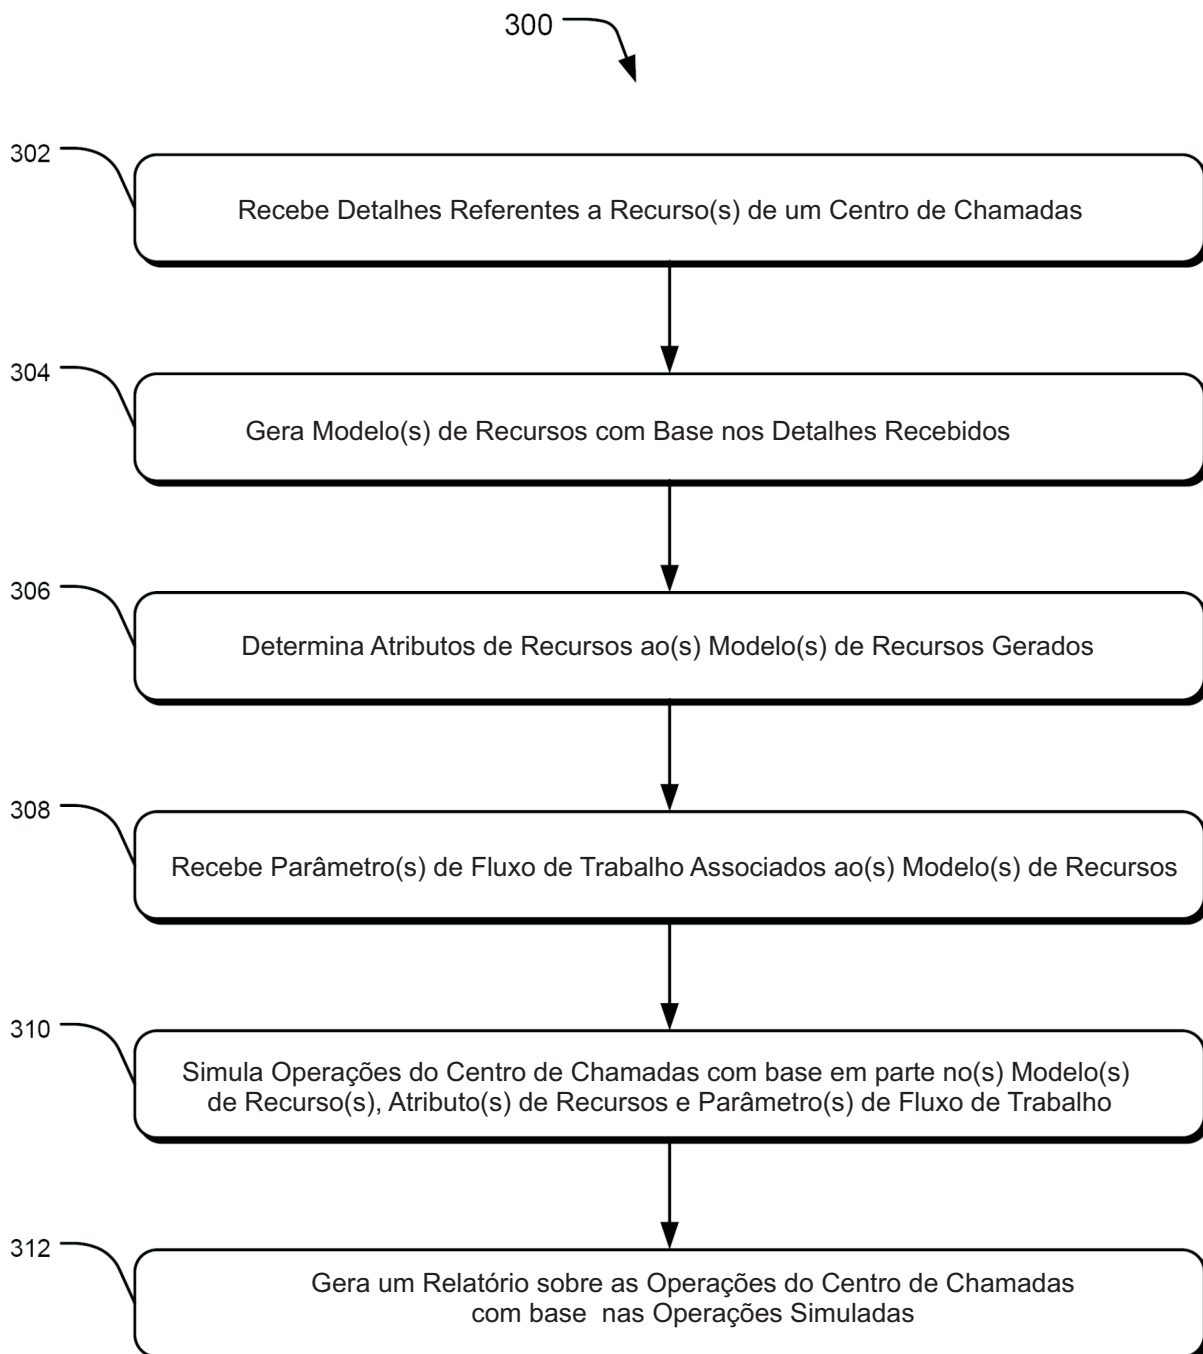 300
302
Recebe Detalhes Referentes a Recurso(s) de um Centro de Chamadas
304
Gera Modelo(s) de Recursos com Base nos Detalhes Recebidos
306
Determina Atributos de Recursos ao(s) Modelo(s) de Recursos Gerados
308
Recebe Parâmetro(s) de Fluxo de Trabalho Associados ao(s) Modelo(s) de Recursos
310
Simula Operações do Centro de Chamadas com base em parte no(s) Modelo(s)
de Recurso(s), Atributo(s) de Recursos e Parâmetro(s) de Fluxo de Trabalho
312
Gera um Relatório sobre as Operações do Centro de Chamadas
com base nas Operações Simuladas